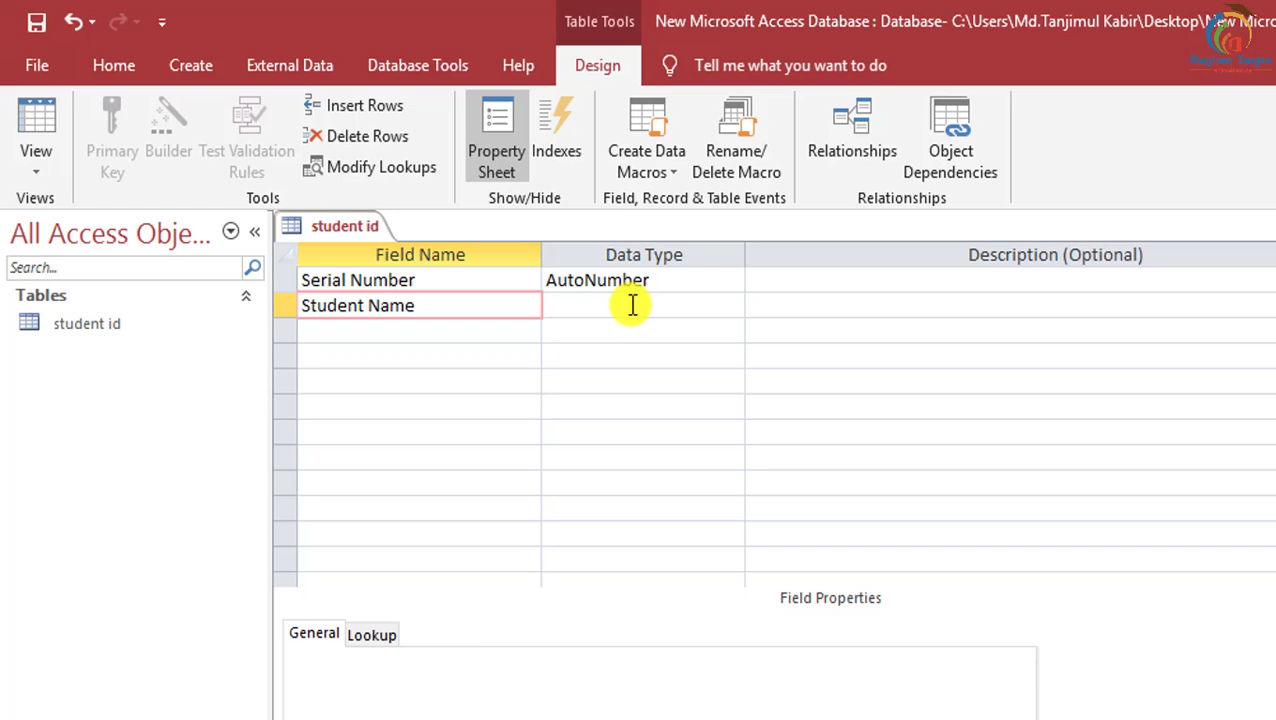 Table Tools
New Microsoft Access Database : Database- C:\Users\Md.Tanjimul Kabir\Desktop\New Micro
File
Home
Create
External Data
Database Tools
Help
Design
Tell me what you want to do
View
Primary Key
Builder
Test Validation Rules
Insert Rows
Delete Rows
Modify Lookups
Property Sheet
Indexes
Create Data Macros
Rename/ Delete Macro
Relationships
Object Dependencies
Views
Tools
Show/Hide
Field, Record & Table Events
Relationships
All Access Obje...
Search...
Tables
student id
student id
Field Name
Data Type
Description (Optional)
Serial Number
AutoNumber
Student Name
Field Properties
General
Lookup